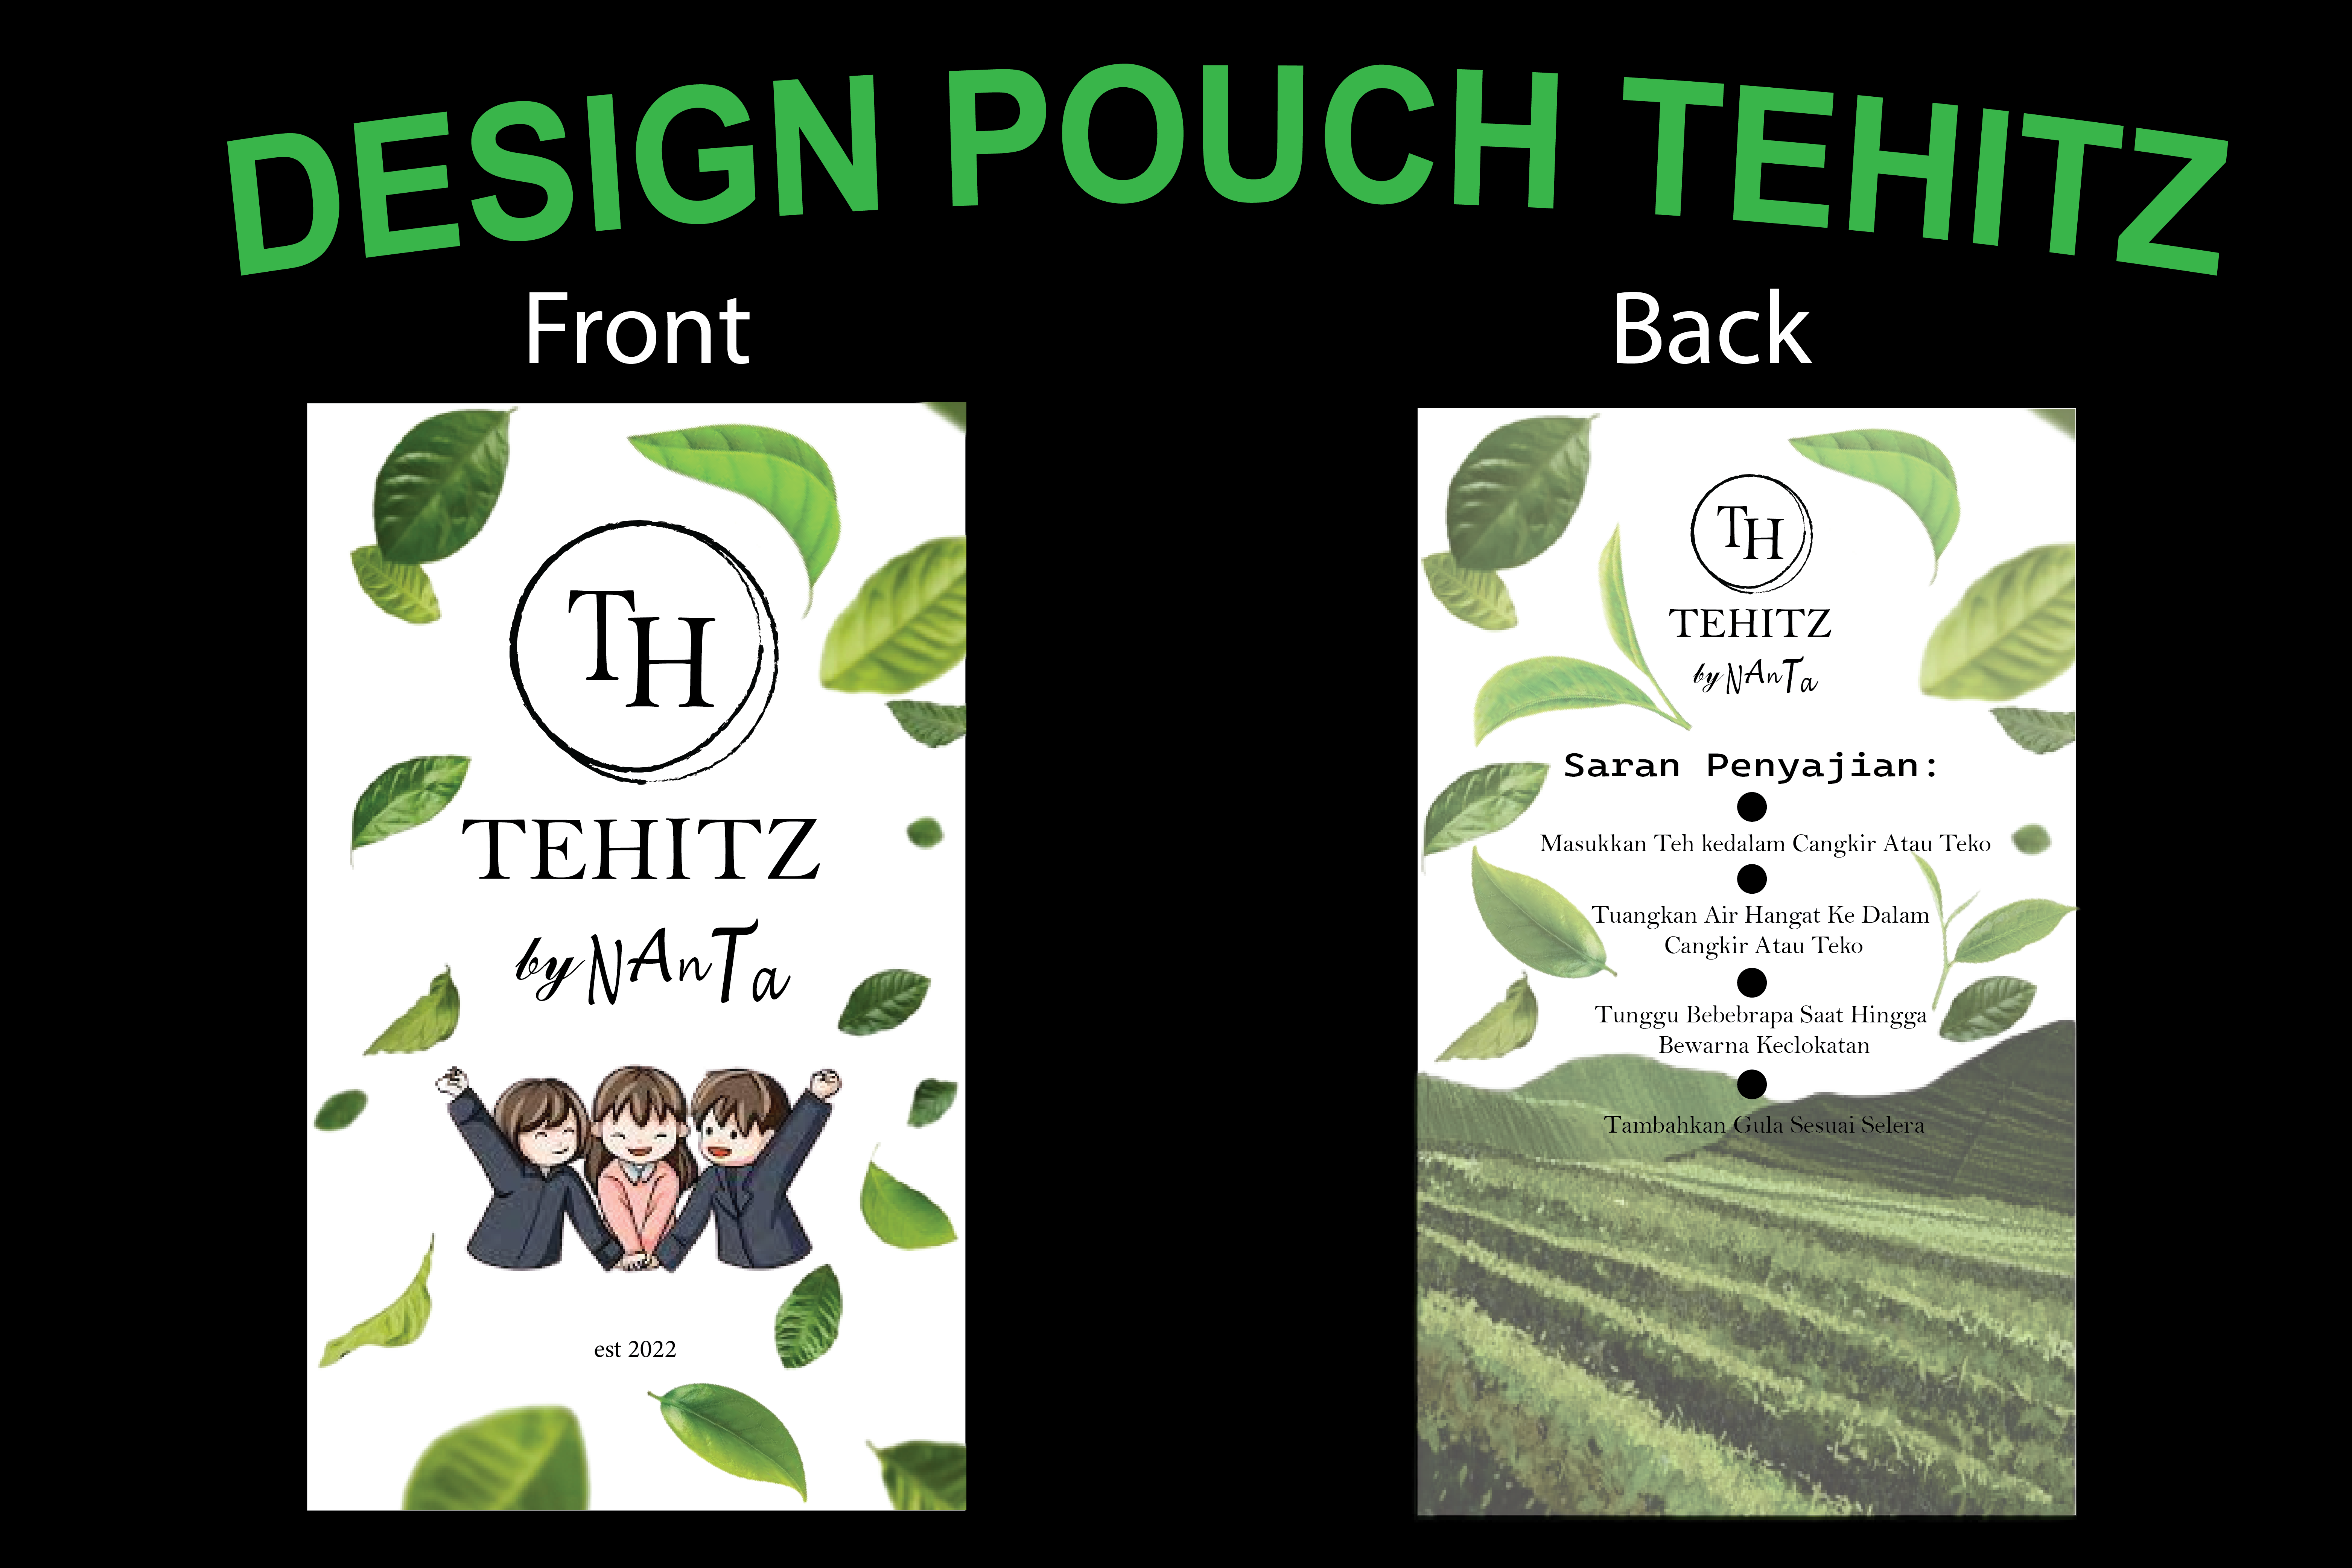 DESIGN POUCH TEHITZ
Front
TH
TEHITZ
by NAnTa
est 2022
Back
TH
TEHITZ
by NAnTa
Saran Penyajian:
Masukkan Teh kedalam Cangkir Atau Teko
Tuangkan Air Hangat Ke Dalam
Cangkir Atau Teko
Tunggu Bebebrapa Saat Hingga
Bewarna Keclokatan
Tambahkan Gula Sesuai Selera